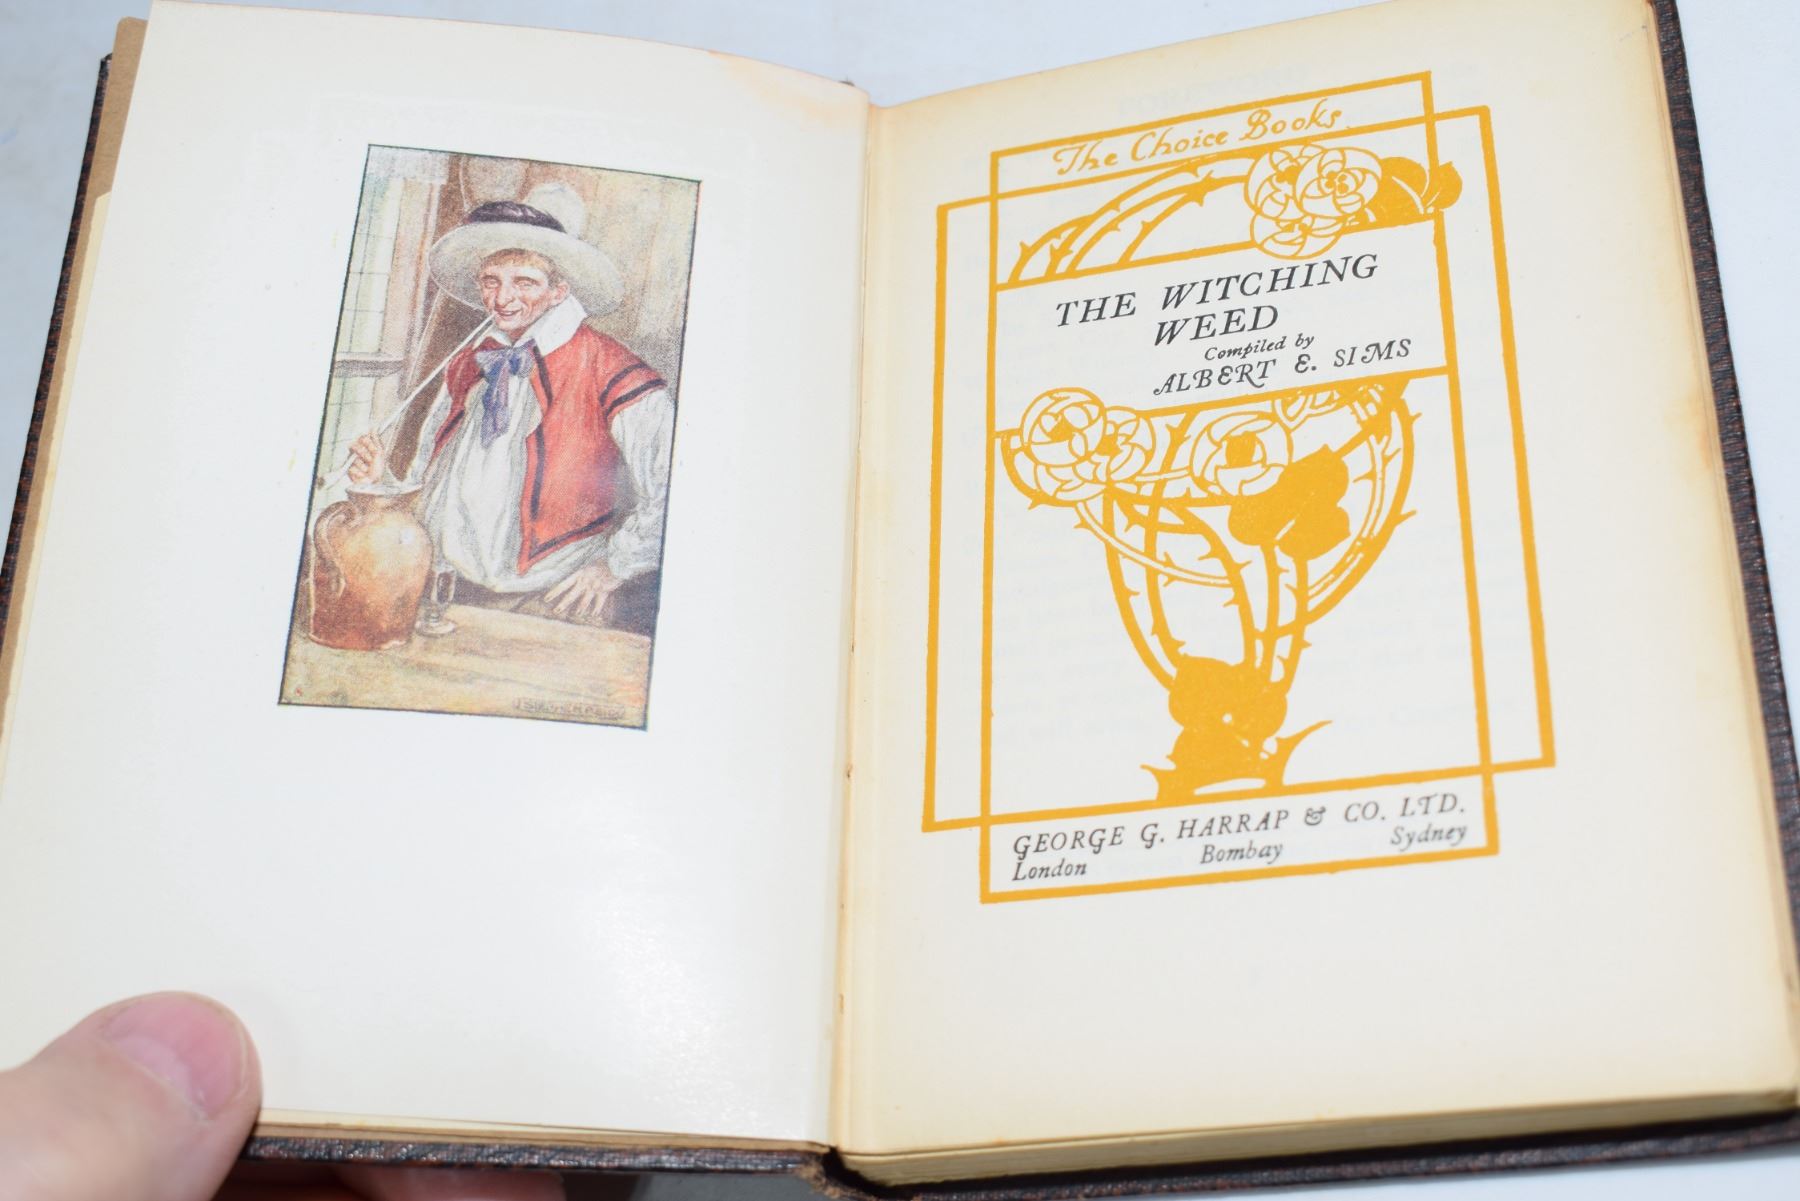 The Choice Books
THE WITCHING
WEED
Compiled by
ALBERT E. SIMS
GEORGE G. HARRAP & CO. LTD.
London Bombay Sydney